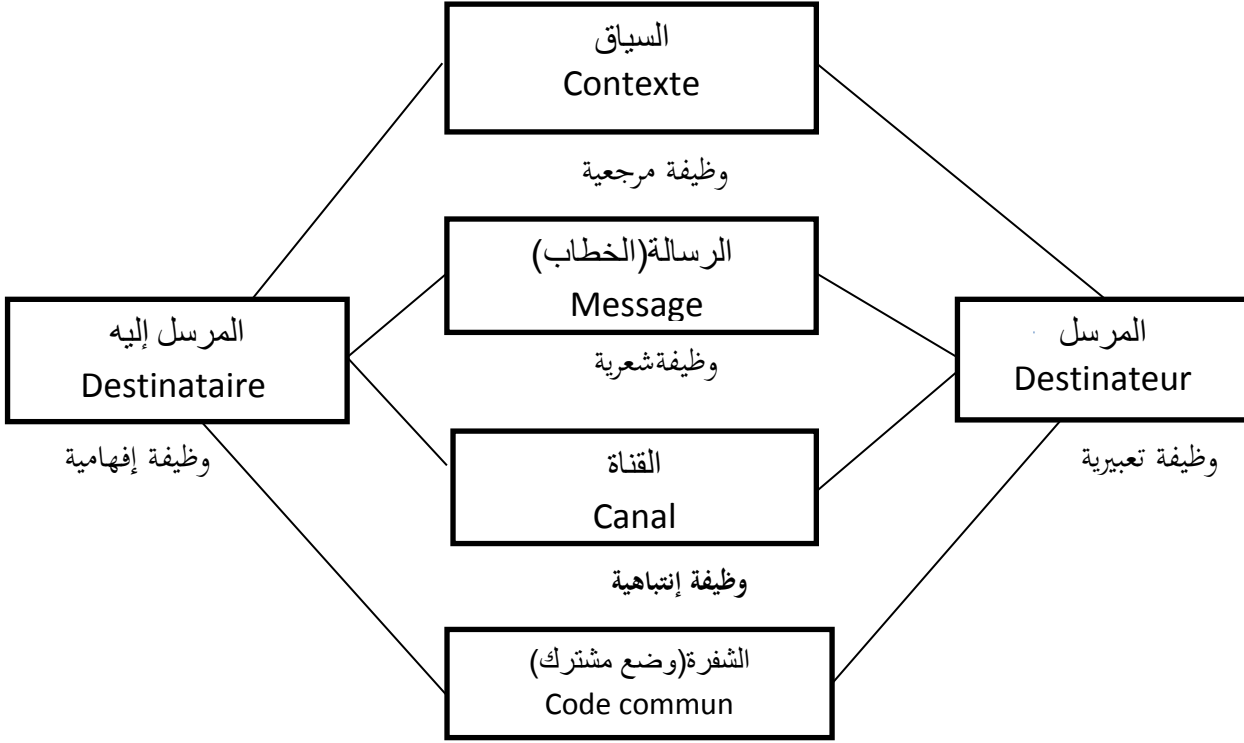 السياق
Contexte
وظيفة مرجعية
الرسالة(الخطاب)
Message
وظيفةشعرية
المرسل
Destinateur
وظيفة تعبيرية
المرسل إليه
Destinataire
وظيفة إفهامية
القناة
Canal
وظيفة إنتباهية
الشفرة(وضع مشترك)
Code commun